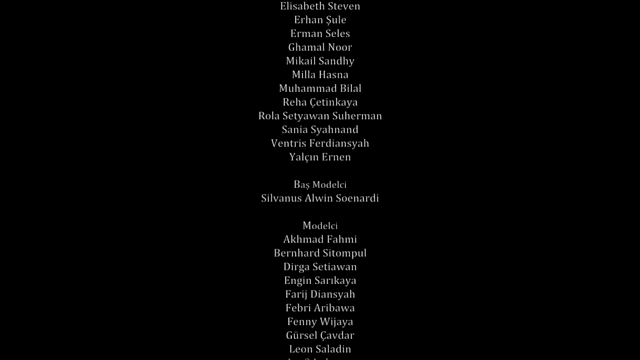 Elisabeth Steven
Erhan Şule
Erman Seles
Ghamal Noor
Mikail Sandhy
Milla Hasna
Muhammad Bilal
Reha Çetinkaya
Rola Setyawan Suherman
Sania Syahnand
Ventris Ferdiansyah
Yalçın Ernen
Baş Modelci
Silvanus Alwin Soenardi
Modelci
Akhmad Fahmi
Bernhard Sitompul
Dirga Setiawan
Engin Sarıkaya
Farij Diansyah
Febri Aribawa
Fenny Wijaya
Gürsel Çavdar
Leon Saladin